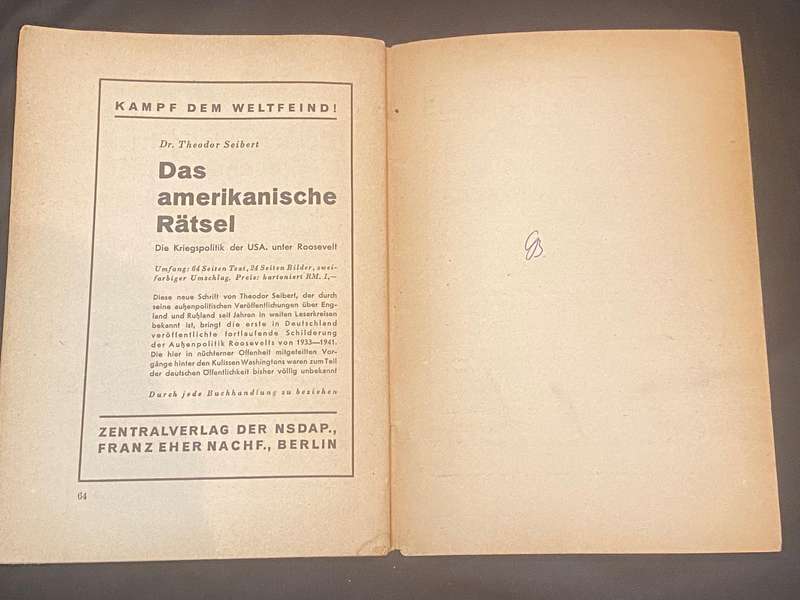 KAMPF DEM WELTFEIND!
Dr. Theodor Seibert
Das
amerikanische
Rätsel
Die Kriegspolitik der USA. unter Roosevelt
Umfang: 64 Seiten Text, 24 Seiten Bilder, zwei-
farbiger Umschlag. Preis: kartoniert RM. 1,—
Diese neue Schrift von Theodor Seibert, der durch
seine außenpolitischen Veröffentlichungen über Eng-
land und Rußland seit Jahren in weiten Leserkreisen
bekannt ist, bringt die erste in Deutschland
veröffentlichte fortlaufende Schilderung
der Außenpolitik Roosevelts von 1933—1941.
Die hier in nüchterner Offenheit mitgeteilten Vor-
gänge hinter den Kulissen Washingtons waren zum Teil
der deutschen Öffentlichkeit bisher völlig unbekannt
Durch jede Buchhandlung zu beziehen
ZENTRALVERLAG DER NSDAP.,
FRANZ EHER NACHF., BERLIN
64